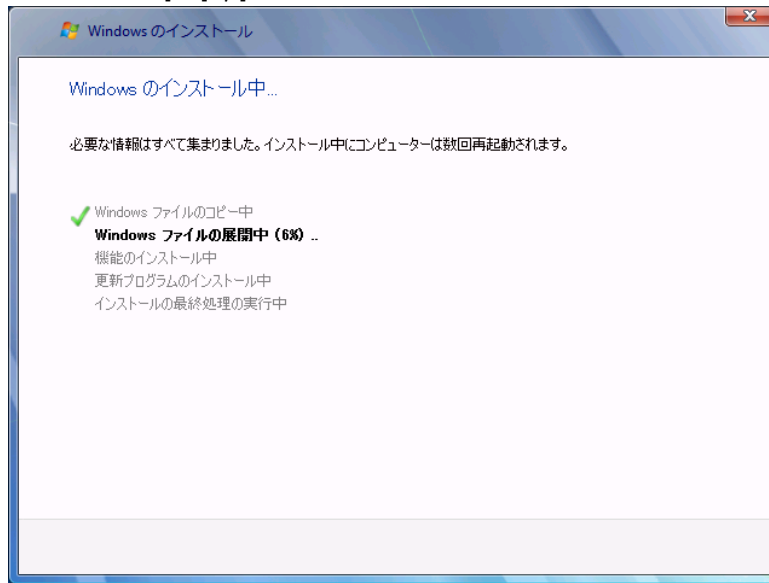 Windows のインストール
Windows のインストール中...
必要な情報はすべて集まりました。インストール中にコンピューターは数回再起動されます。
Windows ファイルのコピー中
Windows ファイルの展開中 (6%) ..
機能のインストール中
更新プログラムのインストール中
インストールの最終処理の実行中